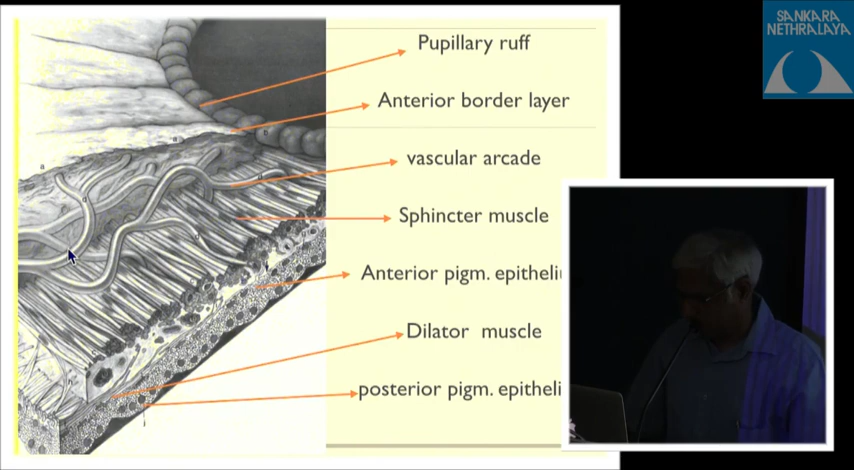 SANKARA
NETHRALAYA
Pupillary ruff
Anterior border layer
vascular arcade
Sphincter muscle
Anterior pigm. epitheli
Dilator muscle
posterior pigm. epitheli